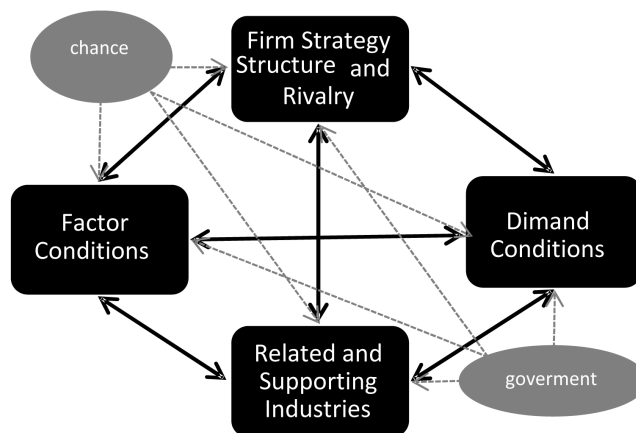 chance
Firm Strategy
Structure and
Rivalry
Factor
Conditions
Dimand
Conditions
Related and
Supporting
Industries
goverment